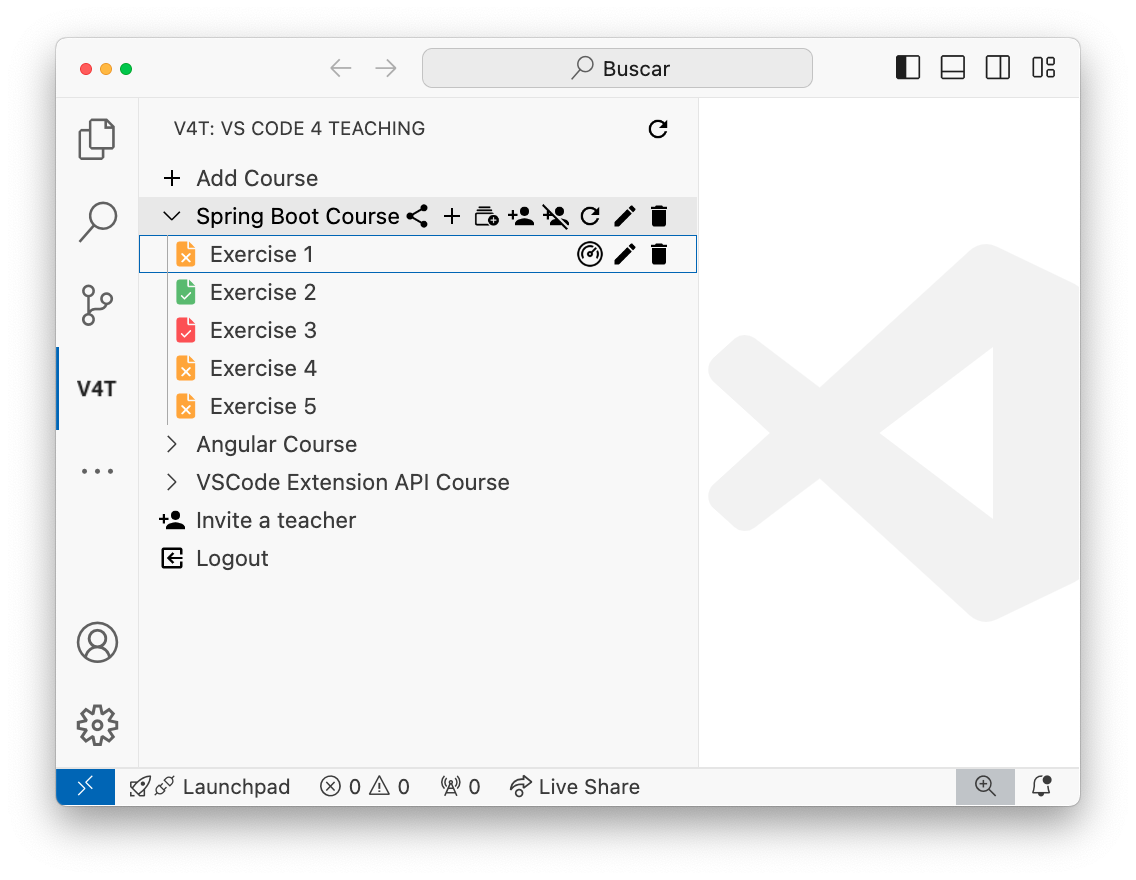 Buscar
V4T: VS CODE 4 TEACHING
Add Course
Spring Boot Course
Exercise 1
Exercise 2
Exercise 3
Exercise 4
Exercise 5
V4T
Angular Course
VSCode Extension API Course
Invite a teacher
Logout
Launchpad 0 0 0 Live Share